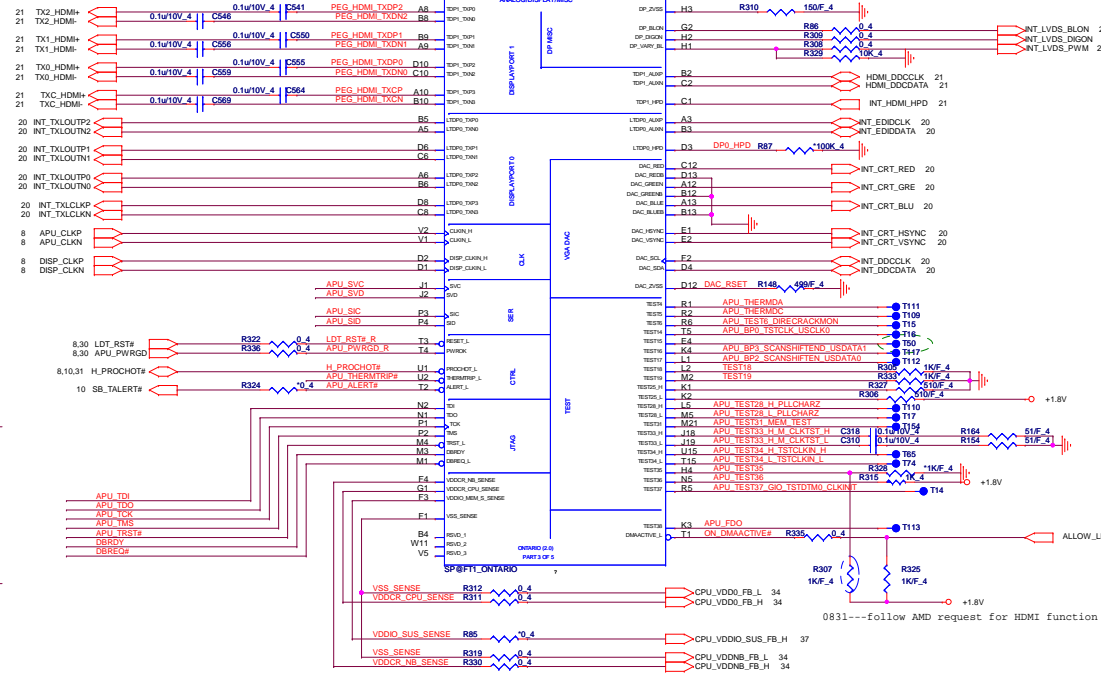 ANALOG/DISPLAY/MISC
21 TX2_HDMI+ 0.1u/10V_4 C541 PEG_HDMI_TXDP2 A8 TDP1_TXP0
21 TX2_HDMI- 0.1u/10V_4 C546 PEG_HDMI_TXDN2 B8 TDP1_TXN0
21 TX1_HDMI+ C550 PEG_HDMI_TXDP1 B9 TDP1_TXP1
21 TX1_HDMI- 0.1u/10V_4 C556 0.1u/10V_4 PEG_HDMI_TXDN1 A9 TDP1_TXN1
21 TX0_HDMI+ 0.1u/10V_4 C555 PEG_HDMI_TXDP0 D10 TDP1_TXP2
21 TX0_HDMI- 0.1u/10V_4 C559 PEG_HDMI_TXDN0 C10 TDP1_TXN2
21 TXC_HDMI+ 0.1u/10V_4 C564 PEG_HDMI_TXCP A10 TDP1_TXP3
21 TXC_HDMI- 0.1u/10V_4 C569 PEG_HDMI_TXCN B10 TDP1_TXN3
DISPLAYPORT 1
DP MISC
20 INT_TXLOUTP2 B5 LTDP0_TXP0
20 INT_TXLOUTN2 A5 LTDP0_TXN0
20 INT_TXLOUTP1 D6 LTDP0_TXP1
20 INT_TXLOUTN1 C6 LTDP0_TXN1
20 INT_TXLOUTP0 A6 LTDP0_TXP2
20 INT_TXLOUTN0 B6 LTDP0_TXN2
20 INT_TXLCLKP D8 LTDP0_TXP3
20 INT_TXLCLKN C8 LTDP0_TXN3
DISPLAYPORT 0
8 APU_CLKP V2 CLKIN_H
8 APU_CLKN V1 CLKIN_L
8 DISP_CLKP D2 DISP_CLKIN_H
8 DISP_CLKN D1 DISP_CLKIN_L
CLK
VGA DAC
APU_SVC J1 SVC
APU_SVD J2 SVD
APU_SIC P3 SIC
APU_SID P4 SID
SER
8,30 LDT_RST# R322 0_4 LDT_RST#_R T3 RESET_L
8,30 APU_PWRGD R336 0_4 APU_PWRGD_R T4 PWROK
8,10,31 H_PROCHOT# H_PROCHOT# U1 PROCHOT_L
APU_THERMTRIP# U2 THERMTRIP_L
10 SB_TALERT# R324 *0_4 APU_ALERT# T2 ALERT_L
CTRL
TEST
N2 TDI
N1 TDO
P1 TCK
P2 TMS
M4 TRST_L
M3 DBRDY
M1 DBREQ_L
JTAG
F4 VDDCR_NB_SENSE
G1 VDDCR_CPU_SENSE
F3 VDDIO_MEM_S_SENSE
F1 VSS_SENSE
B4 RSVD_1
W11 RSVD_2
V5 RSVD_3
APU_TDI
APU_TDO
APU_TCK
APU_TMS
APU_TRST#
DBRDY
DBREQ#
ONTARIO (2.0)
PART 3 OF 5
SP@FT1_ONTARIO
?
DP_ZVSS H3 R310 150/F_4
DP_BLON G2 R86 0_4 INT_LVDS_BLON
DP_DIGON H2 R309 0_4 INT_LVDS_DIGON
DP_VARY_BL H1 R308 0_4 INT_LVDS_PWM
R329 10K_4
TDP1_AUXP B2 HDMI_DDCCLK 21
TDP1_AUXN C2 HDMI_DDCDATA 21
TDP1_HPD C1 INT_HDMI_HPD 21
LTDP0_AUXP A3 INT_EDIDCLK 20
LTDP0_AUXN B3 INT_EDIDDATA 20
LTDP0_HPD D3 DP0_HPD R87 *100K_4
DAC_RED C12 INT_CRT_RED 20
DAC_REDB D13
DAC_GREEN A12 INT_CRT_GRE 20
DAC_GREENB B12
DAC_BLUE A13 INT_CRT_BLU 20
DAC_BLUEB B13
DAC_HSYNC E1 INT_CRT_HSYNC 20
DAC_VSYNC E2 INT_CRT_VSYNC 20
DAC_SCL F2 INT_DDCCLK 20
DAC_SDA D4 INT_DDCDATA 20
DAC_ZVSS D12 DAC_RSET R148 499/F_4
TEST4 R1 APU_THERMDA T111
TEST5 R2 APU_THERMDC T109
TEST6 R6 APU_TEST6_DIRECRACKMON T15
TEST14 T5 APU_BP0_TSTCLK_USCLK0 T16
TEST15 E4 T50
TEST16 K4 APU_BP3_SCANSHIFTEND_USDATA1 T117
TEST17 L1 APU_BP2_SCANSHIFTEN_USDATA0 T112
TEST18 L2 TEST18 R305 1K/F_4
TEST19 M2 TEST19 R333 1K/F_4
TEST25_H K1 R327 510/F_4
TEST25_L K2 R306 510/F_4 +1.8V
TEST28_H L5 APU_TEST28_H_PLLCHARZ T110
TEST28_L M5 APU_TEST28_L_PLLCHARZ T17
TEST31 M21 APU_TEST31_MEM_TEST T154
TEST33_H J18 APU_TEST33_H_M_CLKTST_H C318 0.1u/10V_4 R164 51/F_4
TEST33_L J19 APU_TEST33_H_M_CLKTST_L C310 0.1u/10V_4 R154 51/F_4
TEST34_H U15 APU_TEST34_H_TSTCLKIN_H T65
TEST34_L T15 APU_TEST34_L_TSTCLKIN_L T74
TEST35 H4 APU_TEST35 R328 *1K/F_4
TEST36 N5 APU_TEST36 R315 1K_4 +1.8V
TEST37 R5 APU_TEST37_GIO_TSTDTM0_CLKINIT T14
TEST38 K3 APU_FDO T113
DMAACTIVE_L T1 ON_DMAACTIVE# R335 0_4
R307 1K/F_4
R325 1K/F_4
+1.8V
0831---follow AMD request for HDMI function
VSS_SENSE R312 0_4 CPU_VDD0_FB_L 34
VDDCR_CPU_SENSE R311 0_4 CPU_VDD0_FB_H 34
VDDIO_SUS_SENSE R85 *0_4 CPU_VDDIO_SUS_FB_H 37
VSS_SENSE R319 0_4 CPU_VDDNB_FB_L 34
VDDCR_NB_SENSE R330 0_4 CPU_VDDNB_FB_H 34